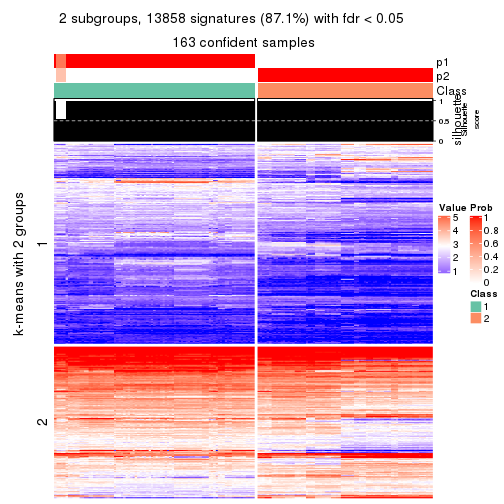 2 subgroups, 13858 signatures (87.1%) with fdr < 0.05
163 confident samples
p1
p2
Class
1
0.5
0
silhouette
Silhouette
score
k-means with 2 groups
1
2
Value
5
4
3
2
1
Prob
1
0.8
0.6
0.4
0.2
0
Class
1
2